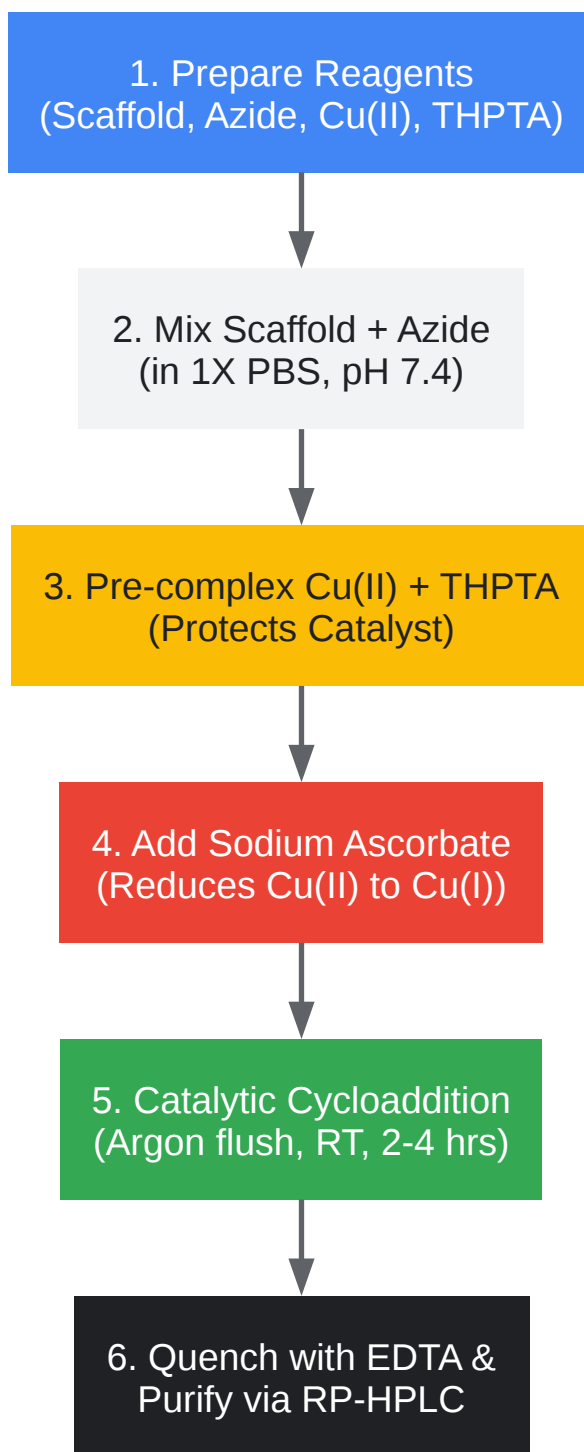 1. Prepare Reagents
(Scaffold, Azide, Cu(II), THPTA)
2. Mix Scaffold + Azide
(in 1X PBS, pH 7.4)
3. Pre-complex Cu(II) + THPTA
(Protects Catalyst)
4. Add Sodium Ascorbate
(Reduces Cu(II) to Cu(I))
5. Catalytic Cycloaddition
(Argon flush, RT, 2-4 hrs)
6. Quench with EDTA &
Purify via RP-HPLC